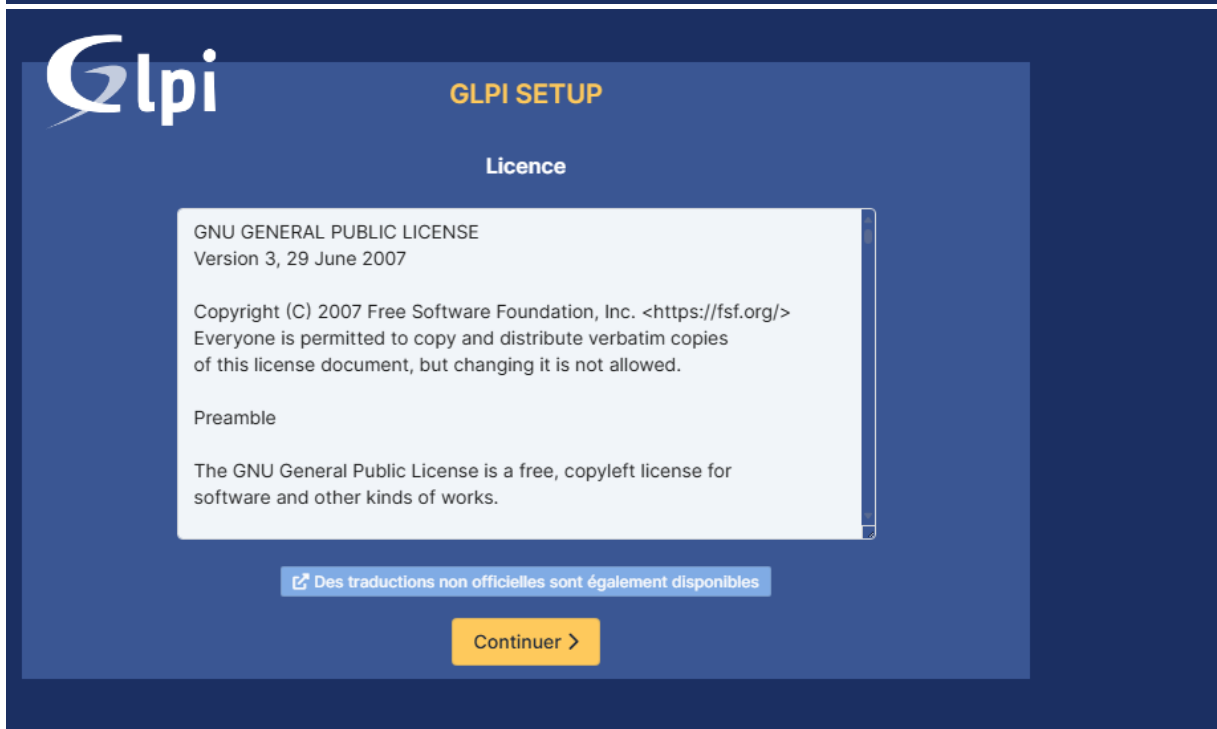 Glpi
GLPI SETUP
Licence
GNU GENERAL PUBLIC LICENSE
Version 3, 29 June 2007
Copyright (C) 2007 Free Software Foundation, Inc. <https://fsf.org/>
Everyone is permitted to copy and distribute verbatim copies
of this license document, but changing it is not allowed.
Preamble
The GNU General Public License is a free, copyleft license for
software and other kinds of works.
Des traductions non officielles sont également disponibles
Continuer